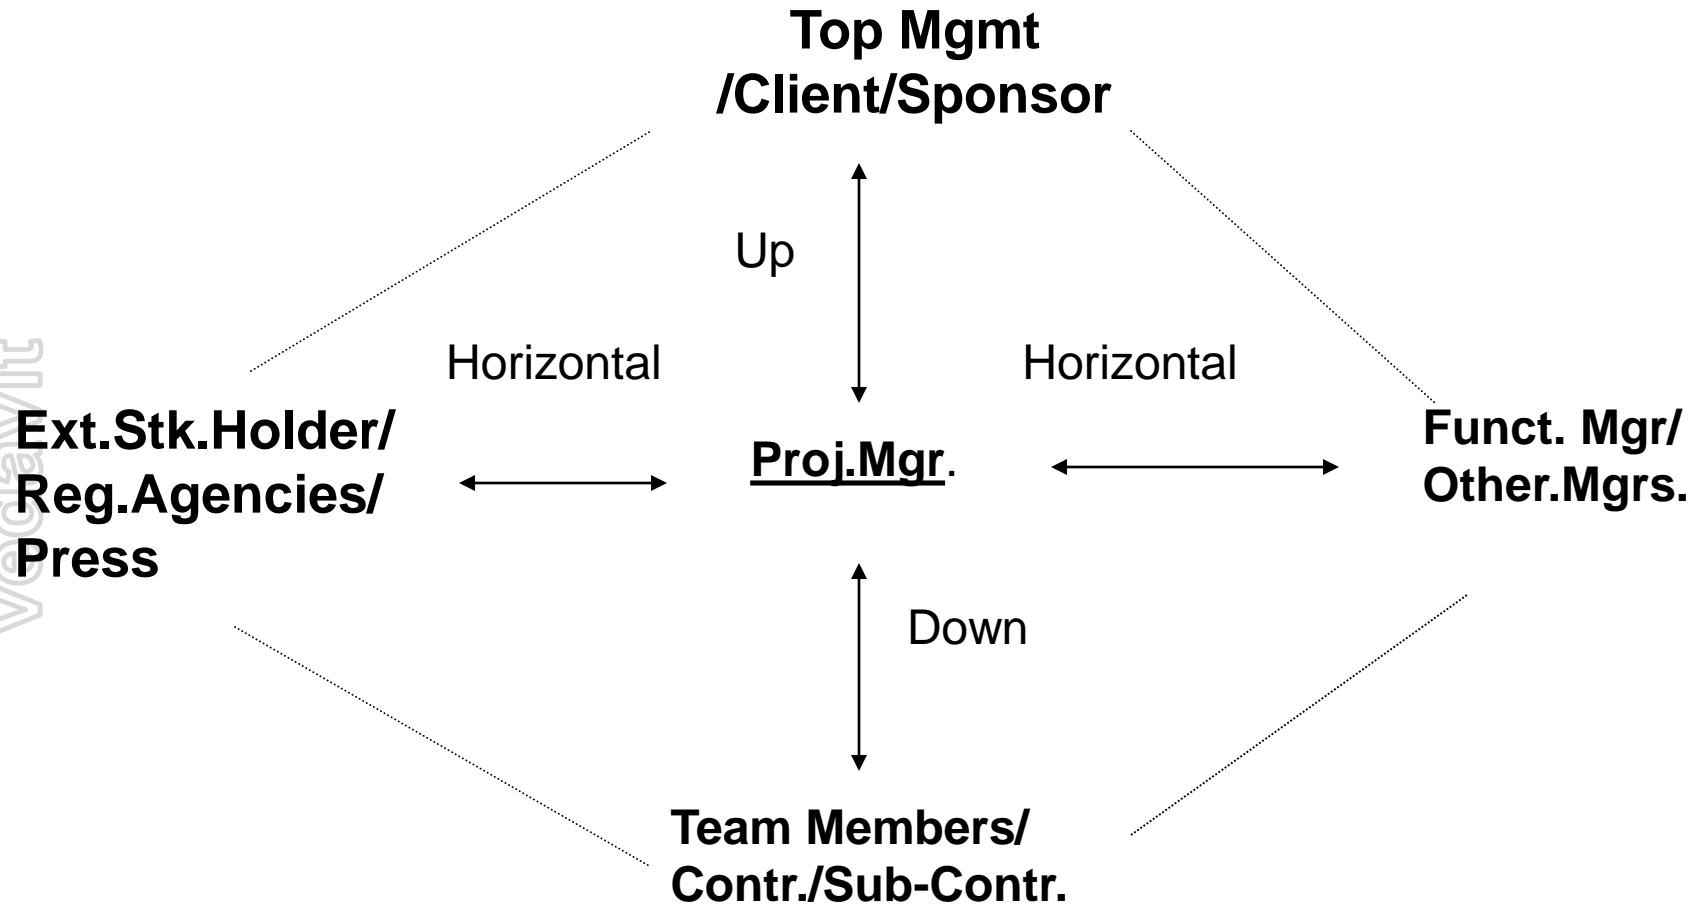 Top Mgmt
/Client/Sponsor
Up
Horizontal
Horizontal
Ext.Stk.Holder/
Reg.Agencies/
Press
Proj.Mgr.
Funct. Mgr/
Other.Mgrs.
Down
Team Members/
Contr./Sub-Contr.